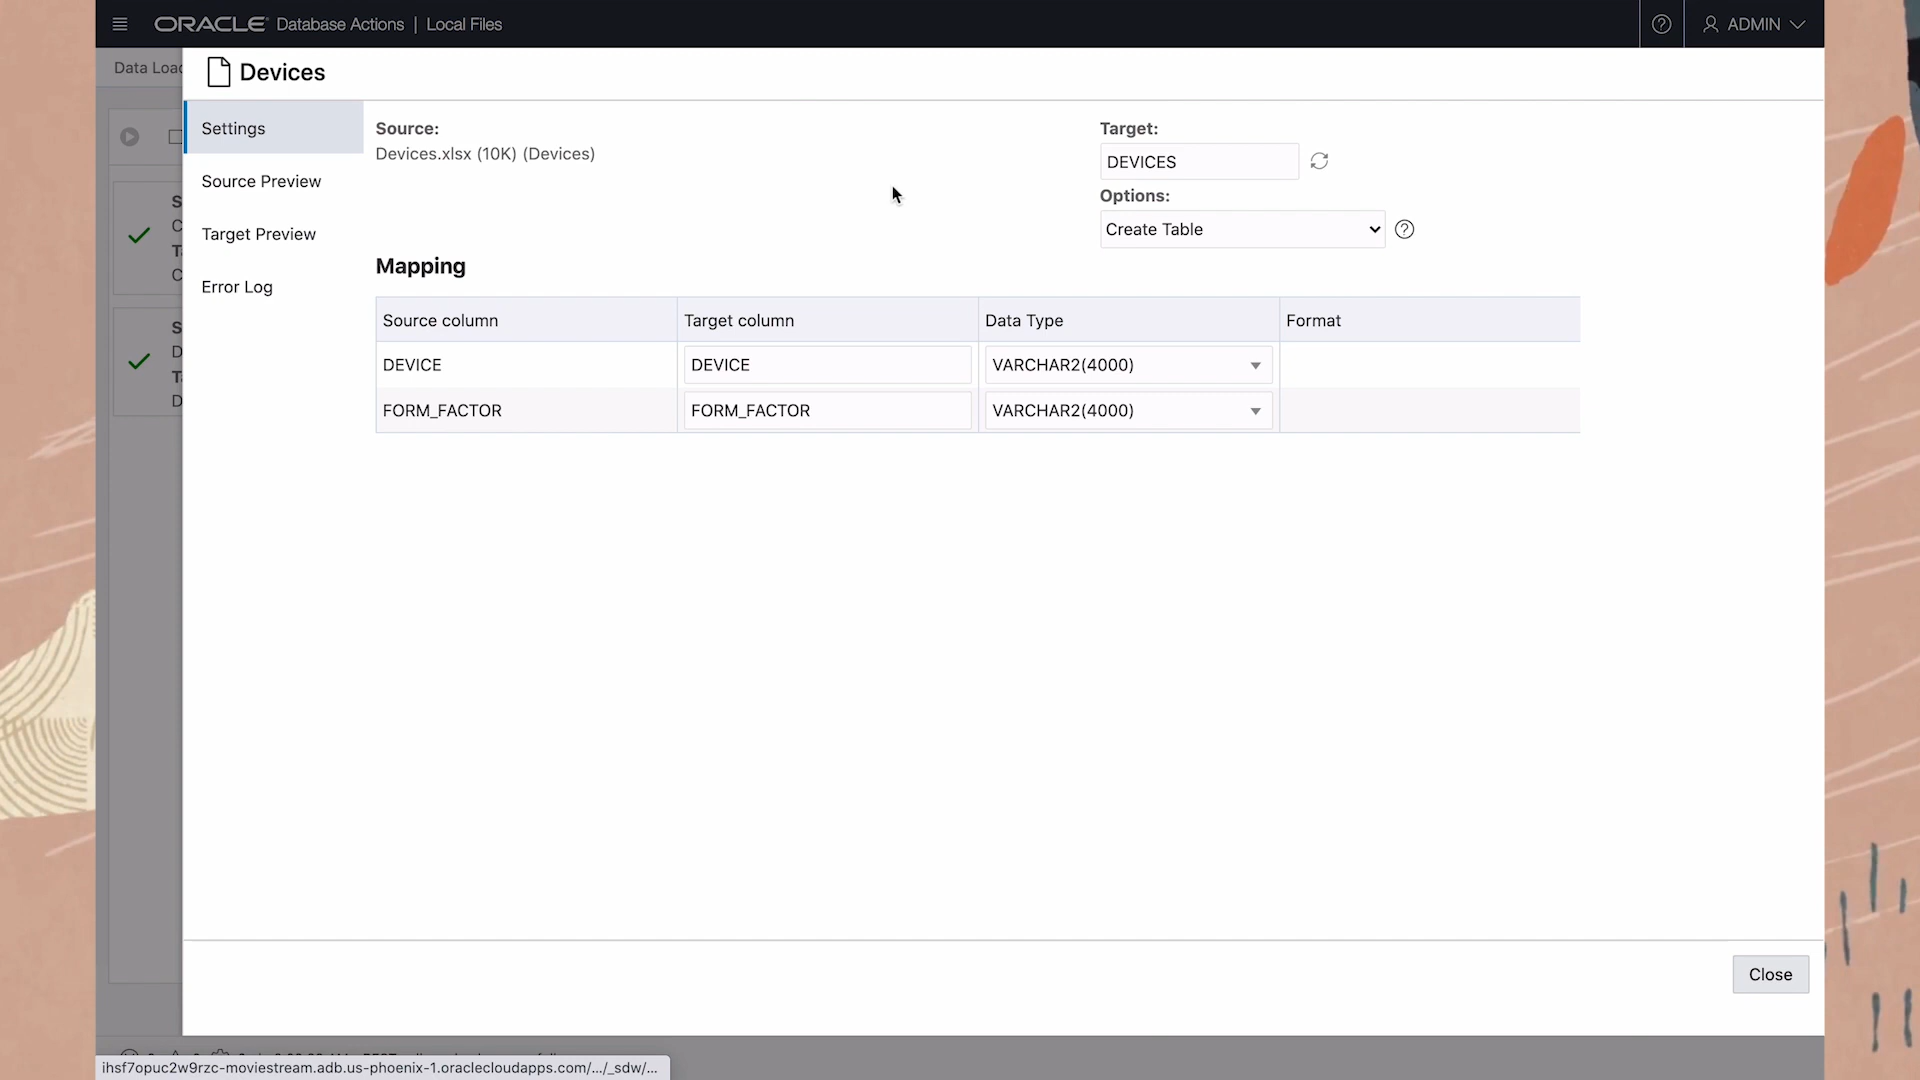 ORACLE Database Actions | Local Files
ADMIN
Data Load
Devices
Settings
Source Preview
Target Preview
Error Log
Source:
Devices.xlsx (10K) (Devices)
Target:
DEVICES
Options:
Create Table
Mapping
Source column Target column Data Type Format
DEVICE DEVICE VARCHAR2(4000)
FORM_FACTOR FORM_FACTOR VARCHAR2(4000)
Close
ihsf7opuc2w9rzc-moviestream.adb.us-phoenix-1.oraclecloudapps.com/.../_sdw/...